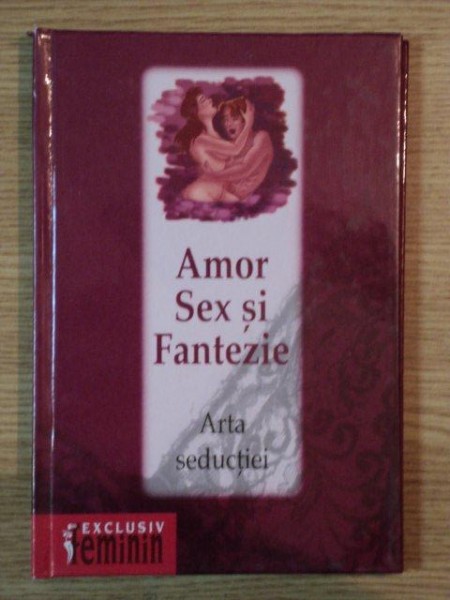 Amor
Sex și
Fantezie
Arta
seducției
EXCLUSIV
feminin